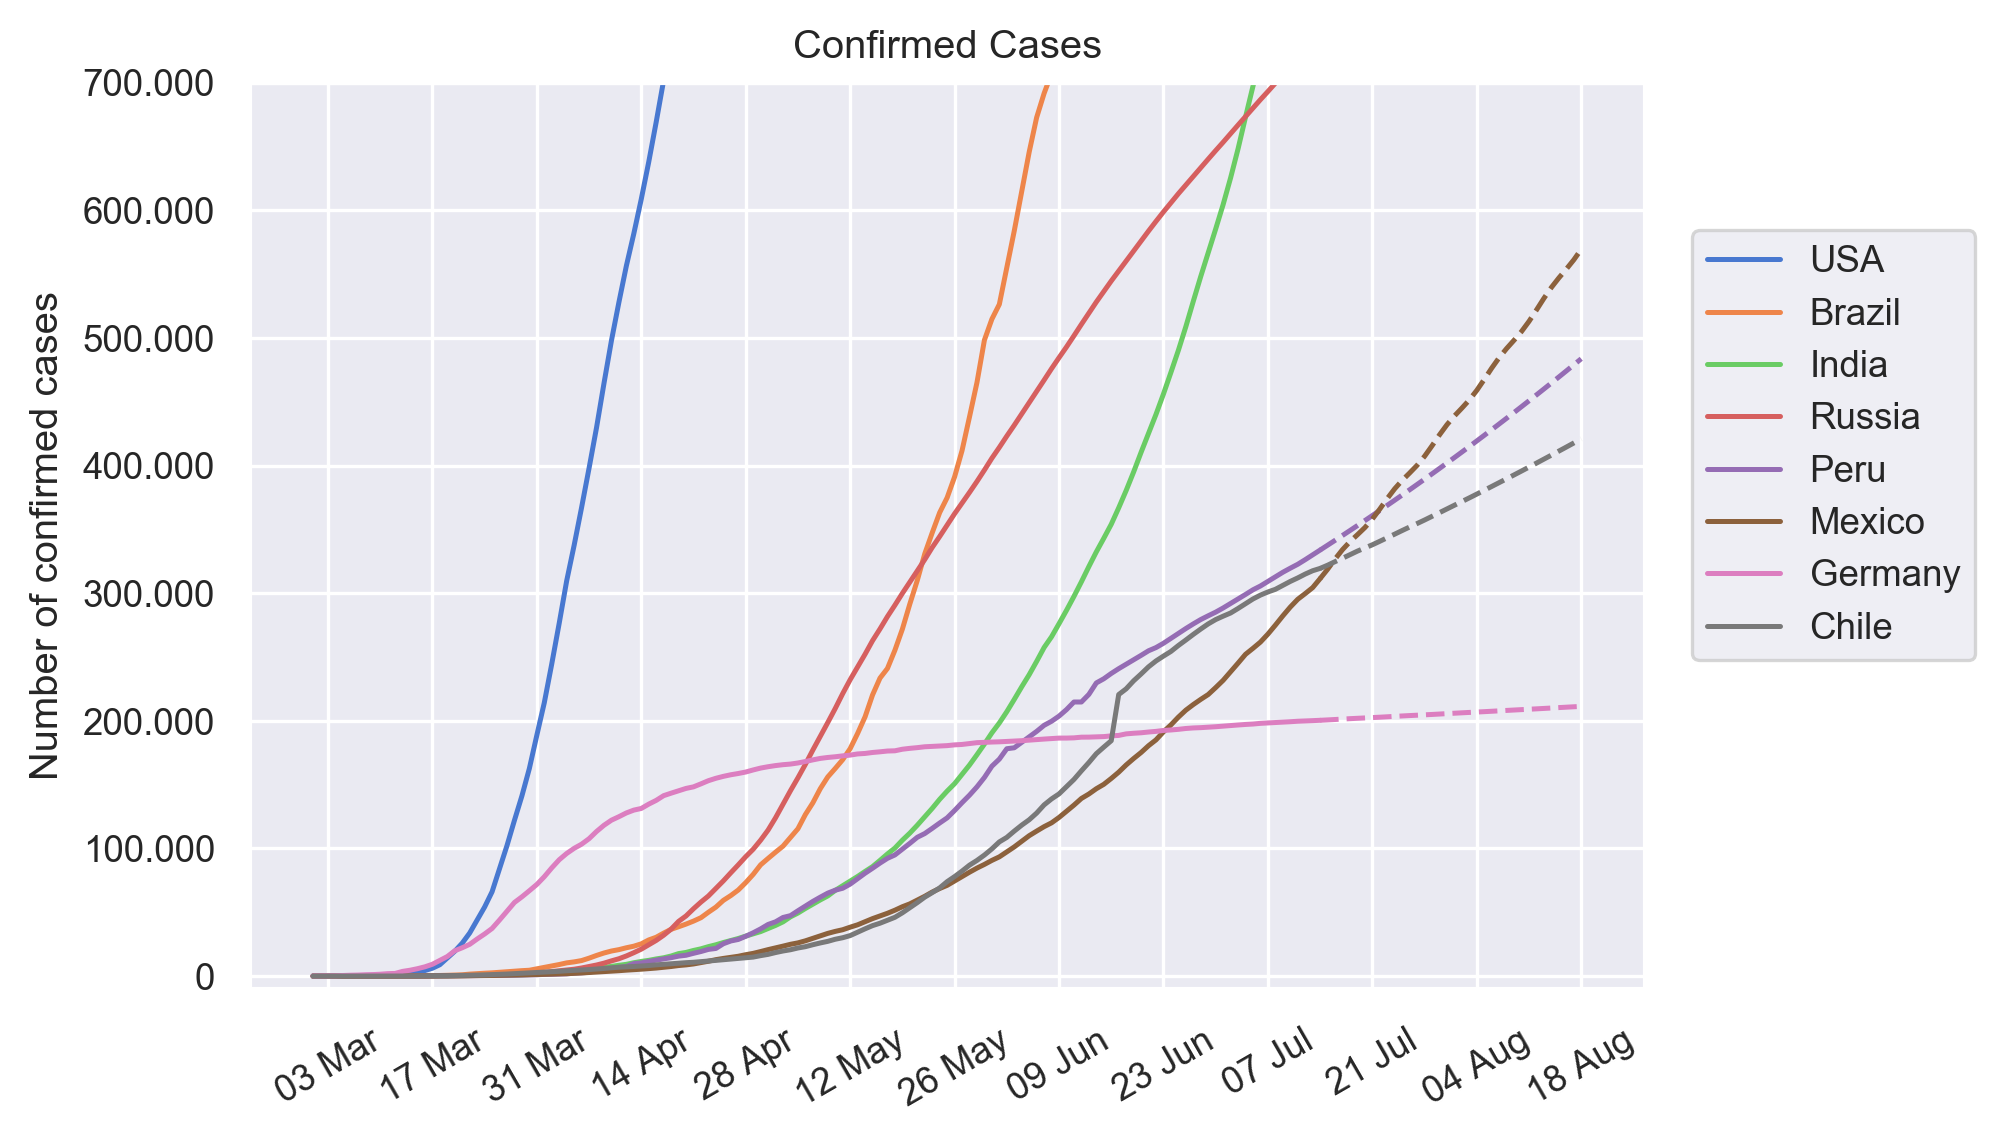 Confirmed Cases
700.000
600.000
500.000
400.000
300.000
200.000
100.000
0
Number of confirmed cases
03 Mar
17 Mar
31 Mar
14 Apr
28 Apr
12 May
26 May
09 Jun
23 Jun
07 Jul
21 Jul
04 Aug
18 Aug
USA
Brazil
India
Russia
Peru
Mexico
Germany
Chile